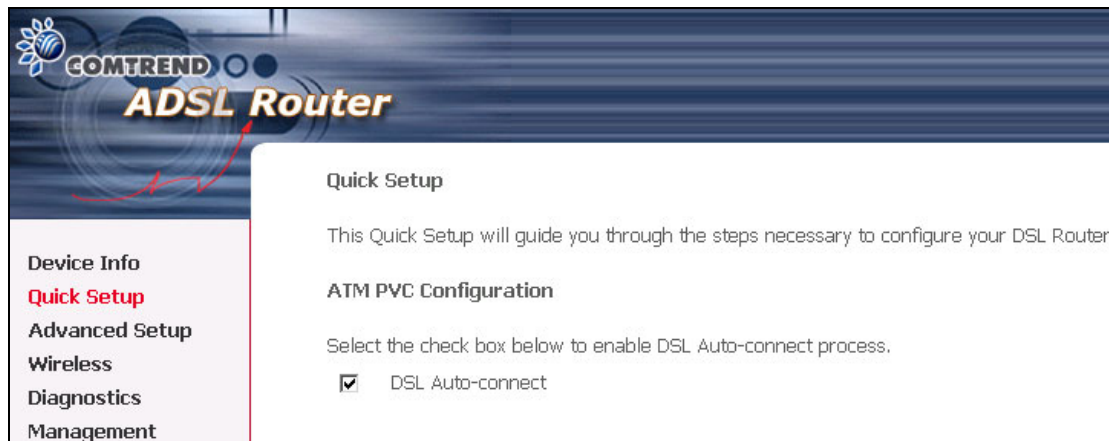 COMTREND
ADSL Router
Device Info
Quick Setup
Advanced Setup
Wireless
Diagnostics
Management
Quick Setup
This Quick Setup will guide you through the steps necessary to configure your DSL Router
ATM PVC Configuration
Select the check box below to enable DSL Auto-connect process.
DSL Auto-connect